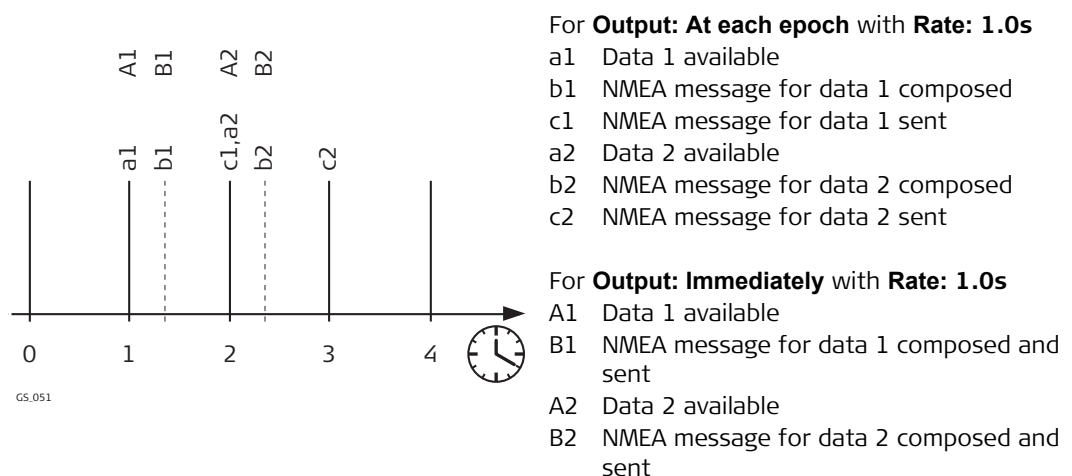 A1 B1 A2 B2
a1 b1 c1,a2 b2 c2
0 1 2 3 4
GS_051
For Output: At each epoch with Rate: 1.0s
a1 Data 1 available
b1 NMEA message for data 1 composed
c1 NMEA message for data 1 sent
a2 Data 2 available
b2 NMEA message for data 2 composed
c2 NMEA message for data 2 sent
For Output: Immediately with Rate: 1.0s
A1 Data 1 available
B1 NMEA message for data 1 composed and
sent
A2 Data 2 available
B2 NMEA message for data 2 composed and
sent